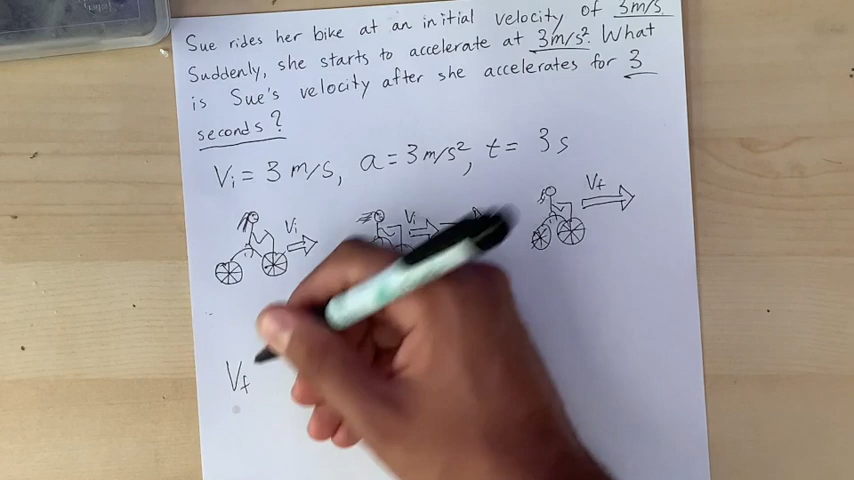 Sue rides her bike at an initial velocity of 3m/s.
Suddenly, she starts to accelerate at 3m/s². What
is Sue's velocity after she accelerates for 3
seconds?
Vi = 3 m/s, a = 3 m/s², t = 3s
Vi Vi Vf
Vf